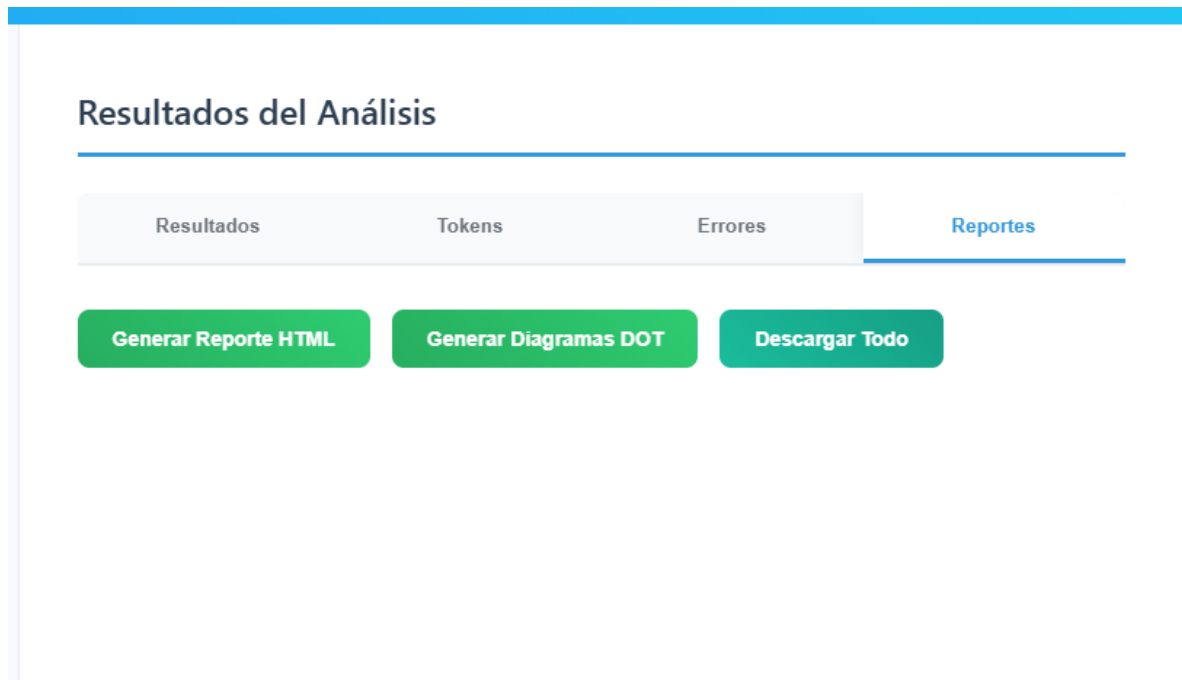 Resultados del Análisis
Resultados Tokens Errores Reportes
Generar Reporte HTML Generar Diagramas DOT Descargar Todo